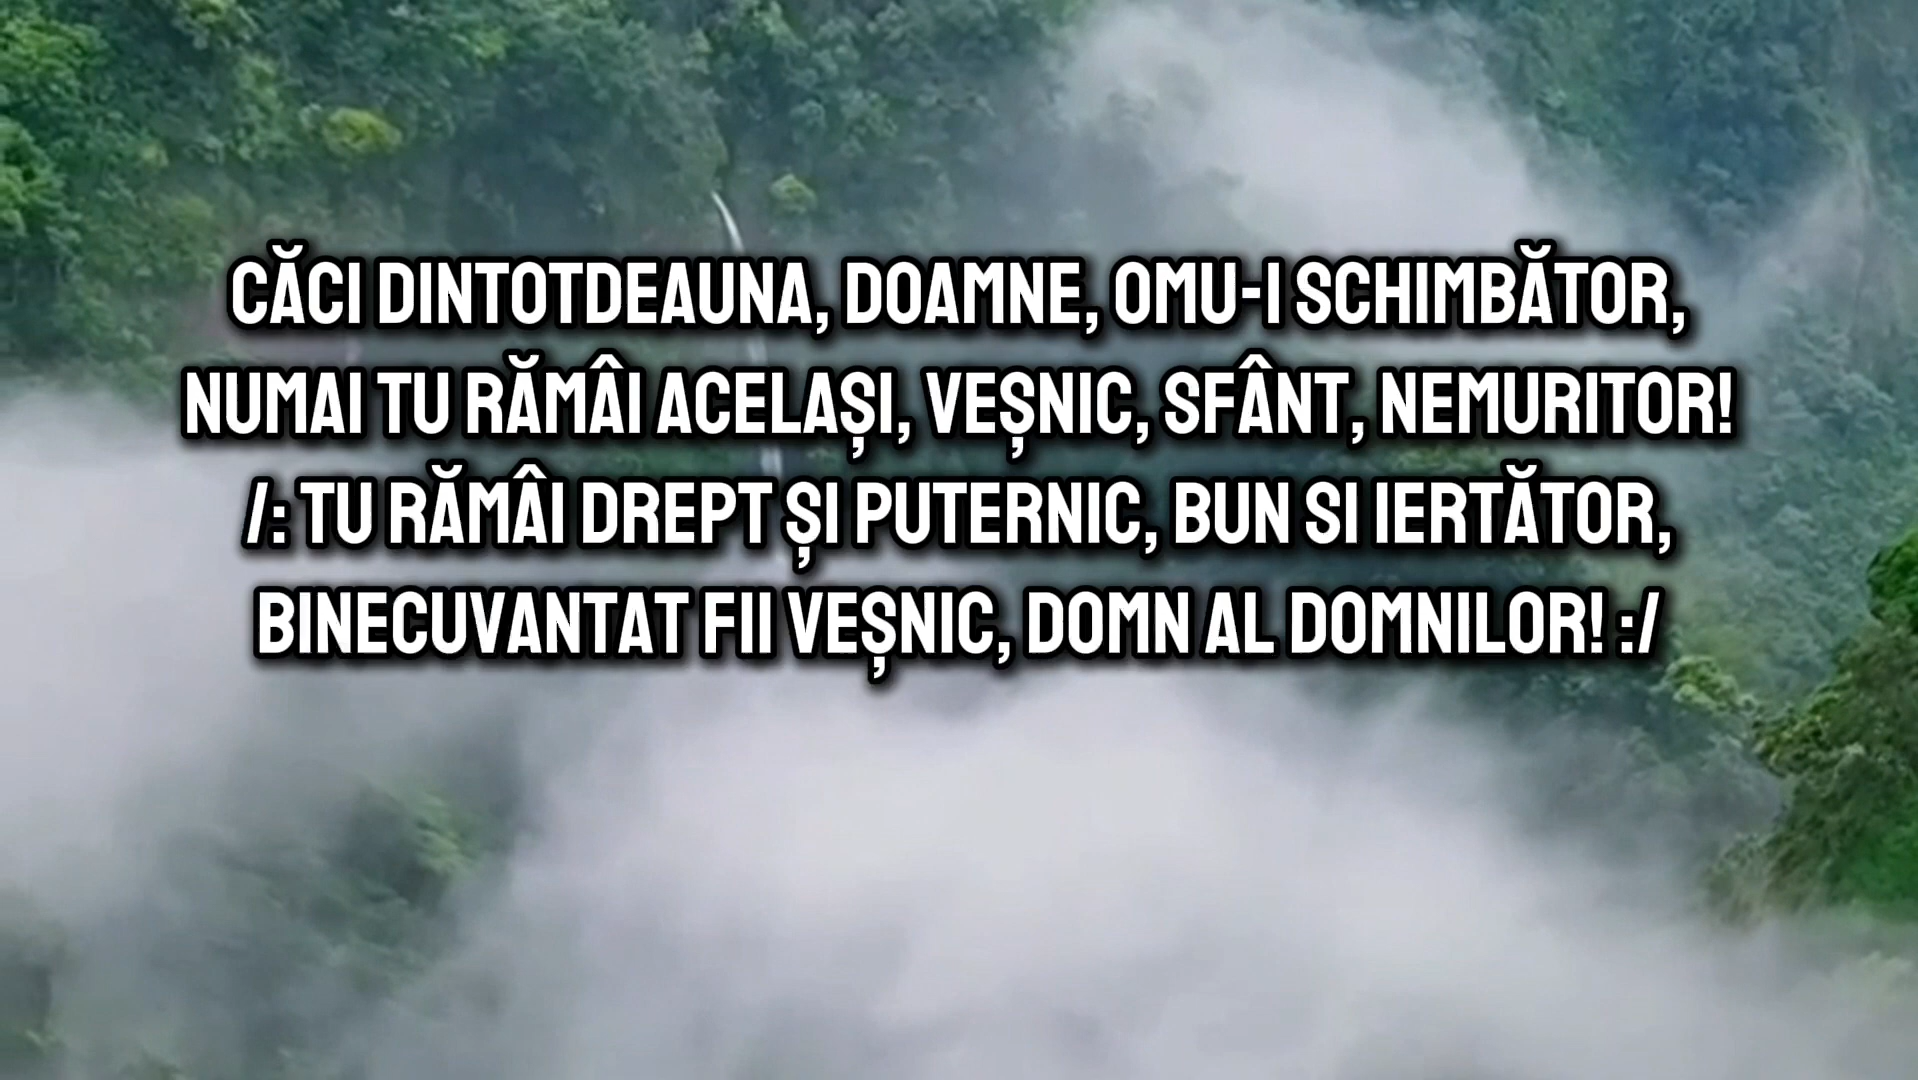 CĂCI DINTOTDEAUNA, DOAMNE, OMU-I SCHIMBĂTOR,
NUMAI TU RĂMÂI ACELAȘI, VEȘNIC, SFÂNT, NEMURITOR!
/: TU RĂMÂI DREPT ȘI PUTERNIC, BUN SI IERTĂTOR,
BINECUVANTAT FII VEȘNIC, DOMN AL DOMNILOR! :/